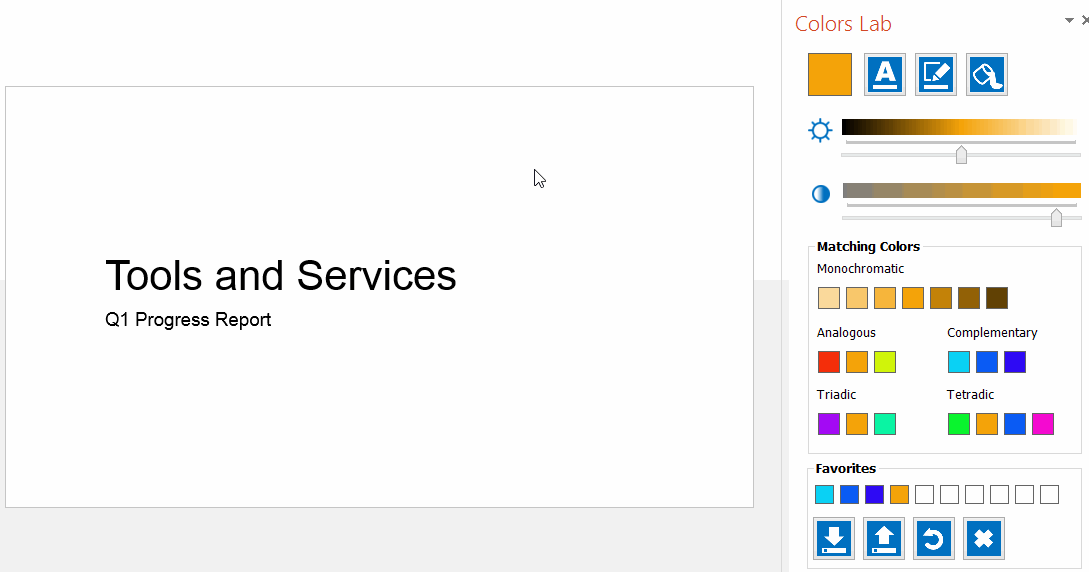 Colors Lab
A
Tools and Services
Q1 Progress Report
Matching Colors
Monochromatic
Analogous
Complementary
Triadic
Tetradic
Favorites